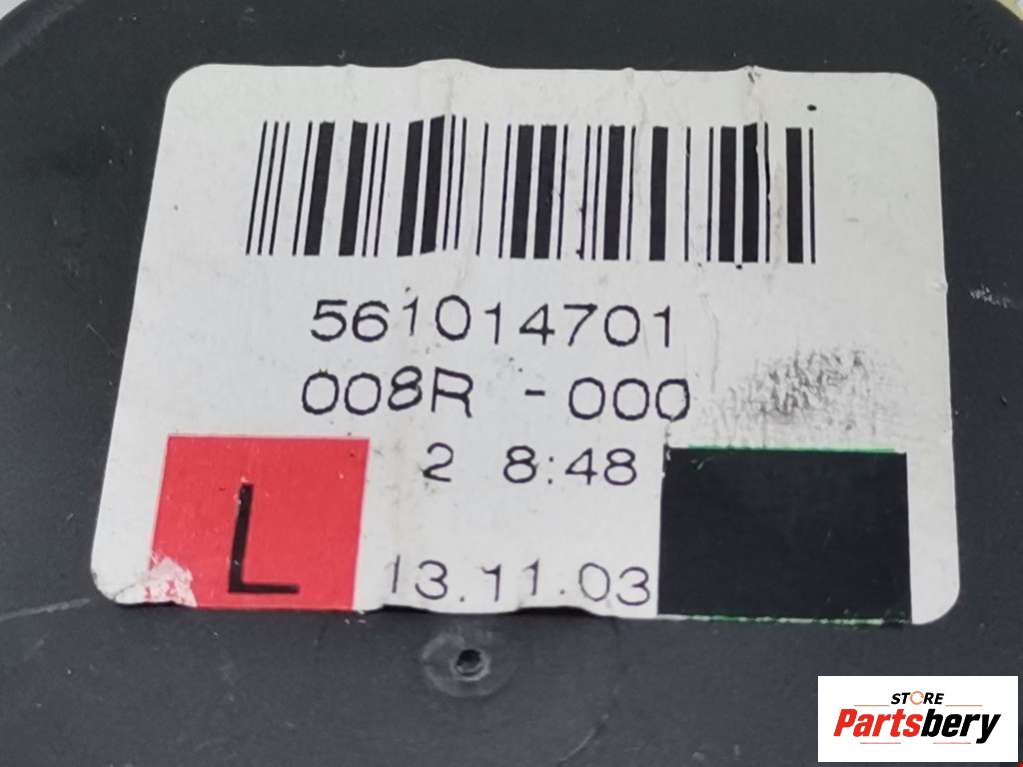 561014701
008R - 000
2 8:48
L
13.11.03
STORE
Partsbery